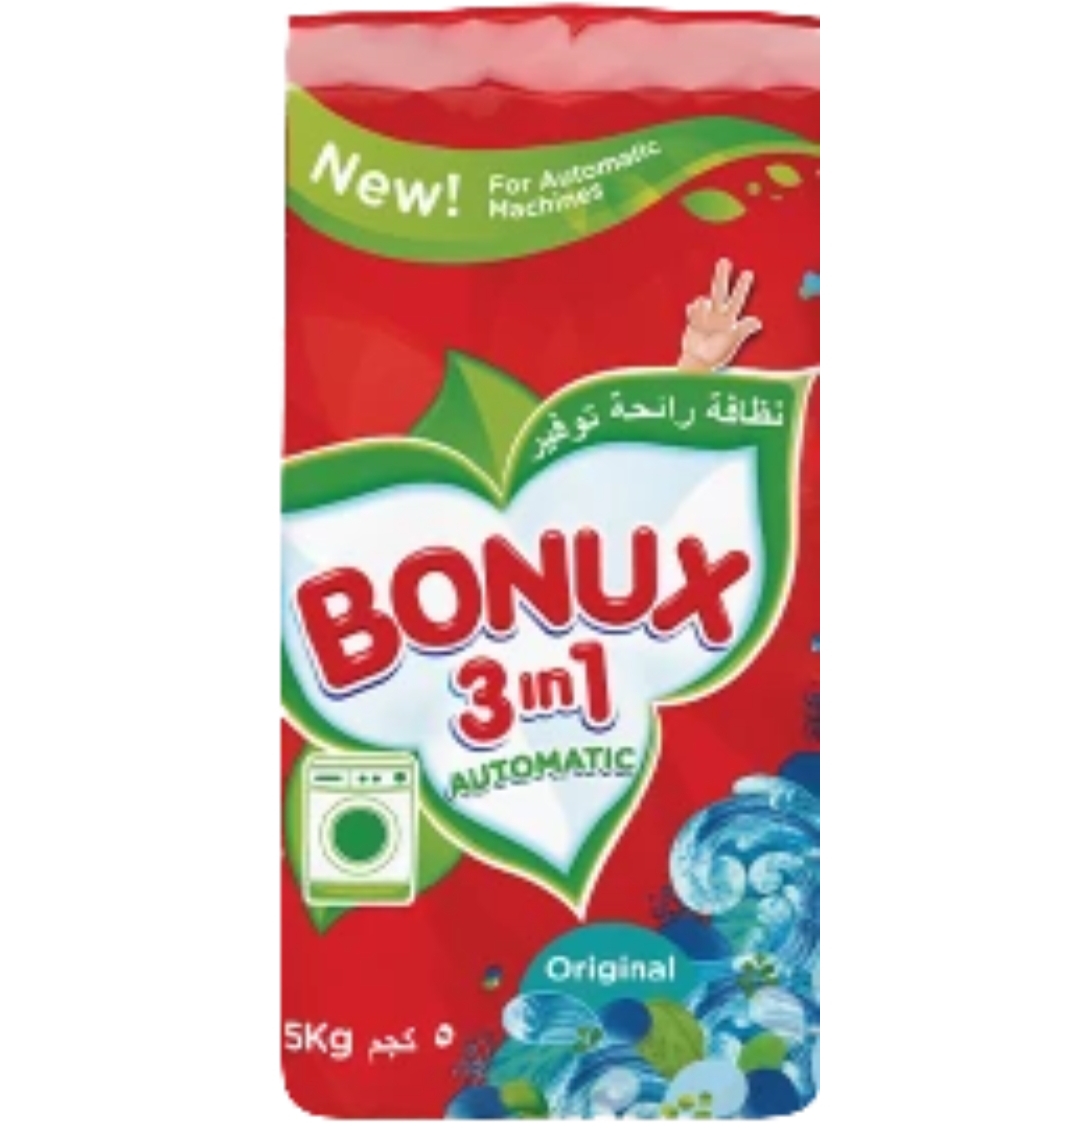 New!
For Automatic
Machines
نظافة رائحة توفير
BONUX
3in1
AUTOMATIC
Original
5Kg ٥ كجم